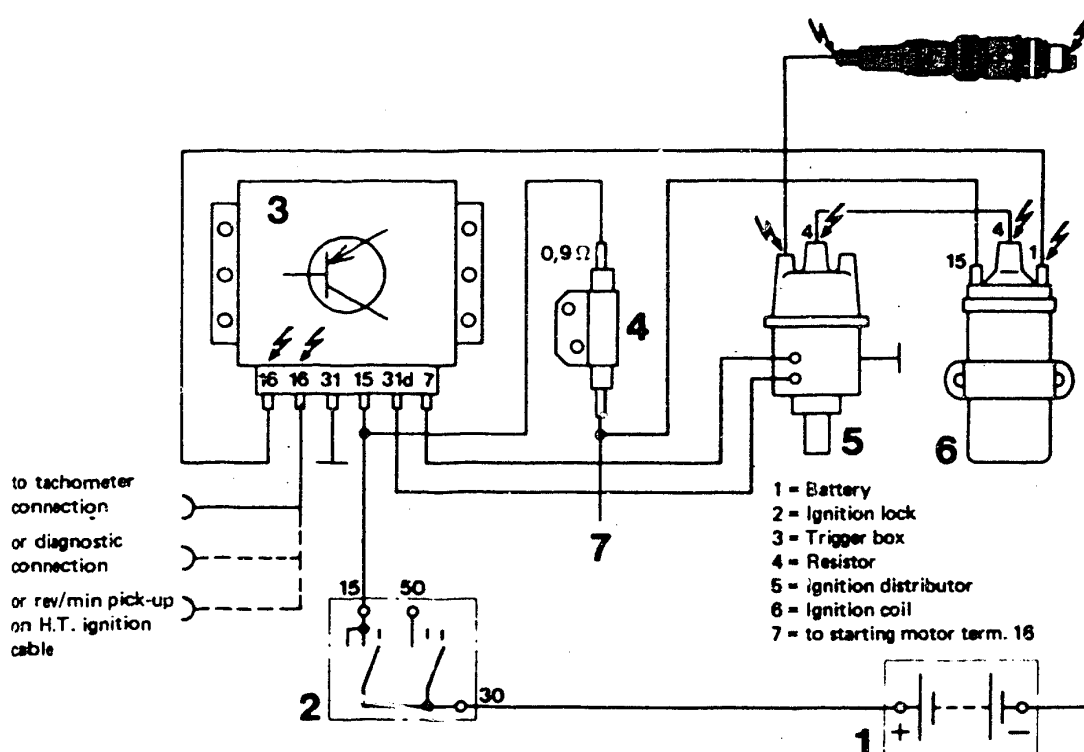 3
0,9 Ω
4
4
4
15
1
16 16 31 15 31d 7
5
6
to tachometer
connection
or diagnostic
connection
or rev/min pick-up
on H.T. ignition
cable
7
1 = Battery
2 = Ignition lock
3 = Trigger box
4 = Resistor
5 = Ignition distributor
6 = Ignition coil
7 = to starting motor term. 16
15 50
2
30
1
+ −